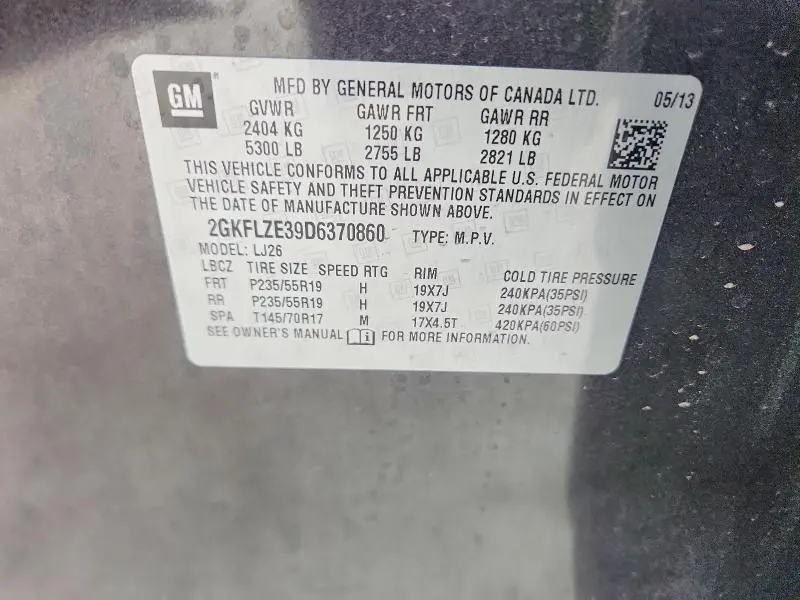 GM
MFD BY GENERAL MOTORS OF CANADA LTD. 05/13
GVWR GAWR FRT GAWR RR
2404 KG 1250 KG 1280 KG
5300 LB 2755 LB 2821 LB
THIS VEHICLE CONFORMS TO ALL APPLICABLE U.S. FEDERAL MOTOR
VEHICLE SAFETY AND THEFT PREVENTION STANDARDS IN EFFECT ON
THE DATE OF MANUFACTURE SHOWN ABOVE.
2GKFLZE39D6370860 TYPE: M.P.V.
MODEL: LJ26
LBCZ TIRE SIZE SPEED RTG RIM COLD TIRE PRESSURE
FRT P235/55R19 H 19X7J 240KPA(35PSI)
RR P235/55R19 H 19X7J 240KPA(35PSI)
SPA T145/70R17 M 17X4.5T 420KPA(60PSI)
SEE OWNER'S MANUAL FOR MORE INFORMATION.